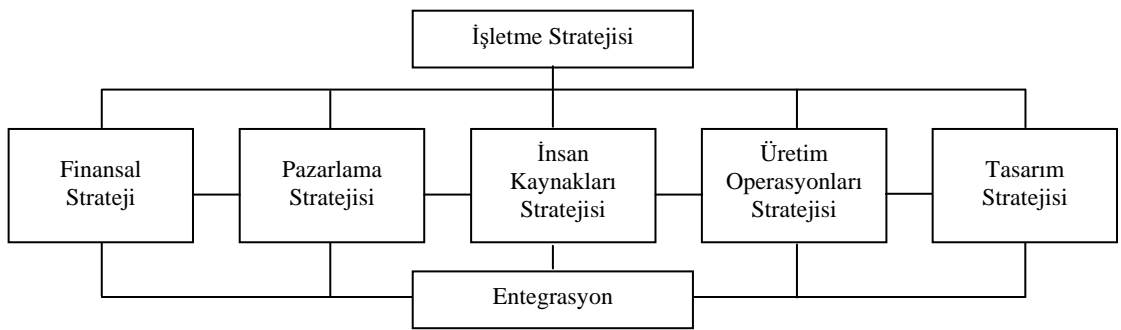 İşletme Stratejisi
Finansal
Strateji
Pazarlama
Stratejisi
İnsan
Kaynakları
Stratejisi
Üretim
Operasyonları
Stratejisi
Tasarım
Stratejisi
Entegrasyon